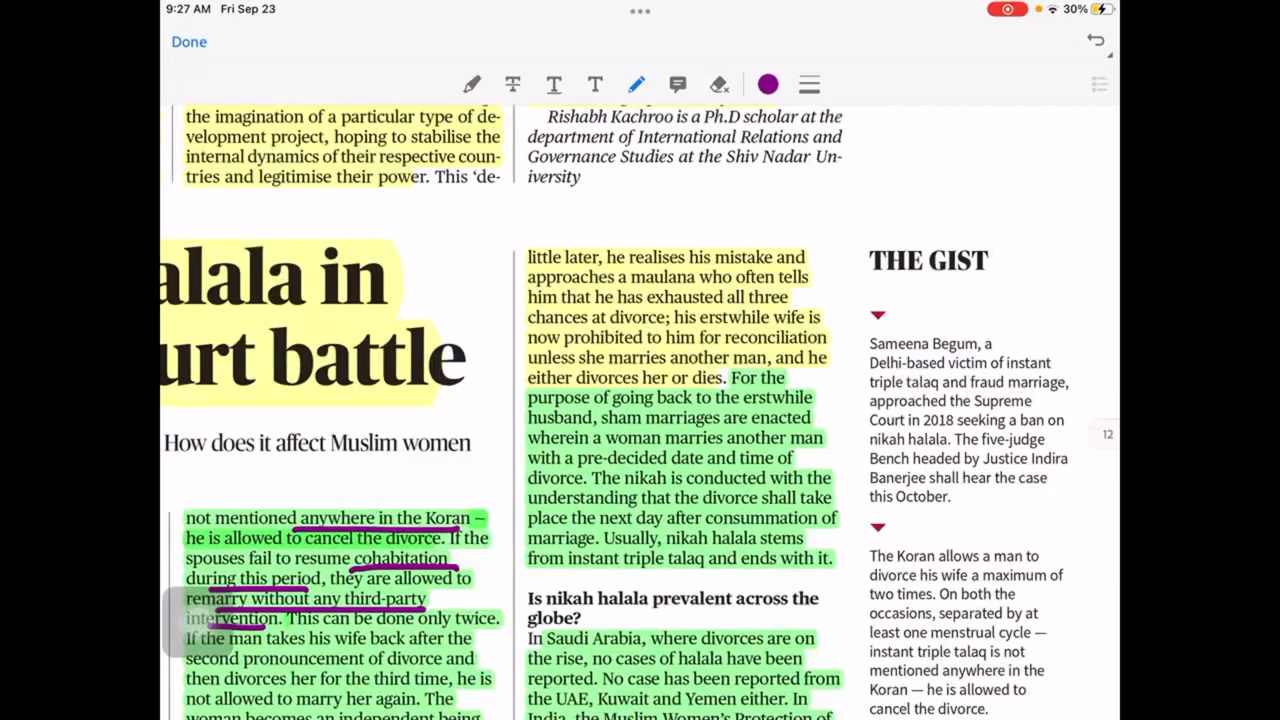 9:27 AM Fri Sep 23
30%
Done
the imagination of a particular type of de-
velopment project, hoping to stabilise the
internal dynamics of their respective coun-
tries and legitimise their power. This ‘de-
Rishabh Kachroo is a Ph.D scholar at the
department of International Relations and
Governance Studies at the Shiv Nadar Un-
iversity
alala in
urt battle
How does it affect Muslim women
not mentioned anywhere in the Koran —
he is allowed to cancel the divorce. If the
spouses fail to resume cohabitation
during this period, they are allowed to
remarry without any third-party
intervention. This can be done only twice.
If the man takes his wife back after the
second pronouncement of divorce and
then divorces her for the third time, he is
not allowed to marry her again. The
woman becomes an independent being
little later, he realises his mistake and
approaches a maulana who often tells
him that he has exhausted all three
chances at divorce; his erstwhile wife is
now prohibited to him for reconciliation
unless she marries another man, and he
either divorces her or dies. For the
purpose of going back to the erstwhile
husband, sham marriages are enacted
wherein a woman marries another man
with a pre-decided date and time of
divorce. The nikah is conducted with the
understanding that the divorce shall take
place the next day after consummation of
marriage. Usually, nikah halala stems
from instant triple talaq and ends with it.
Is nikah halala prevalent across the
globe?
In Saudi Arabia, where divorces are on
the rise, no cases of halala have been
reported. No case has been reported from
the UAE, Kuwait and Yemen either. In
India, the Muslim Women’s Protection of
THE GIST
Sameena Begum, a
Delhi-based victim of instant
triple talaq and fraud marriage,
approached the Supreme
Court in 2018 seeking a ban on
nikah halala. The five-judge
Bench headed by Justice Indira
Banerjee shall hear the case
this October.
The Koran allows a man to
divorce his wife a maximum of
two times. On both the
occasions, separated by at
least one menstrual cycle —
instant triple talaq is not
mentioned anywhere in the
Koran — he is allowed to
cancel the divorce.
12